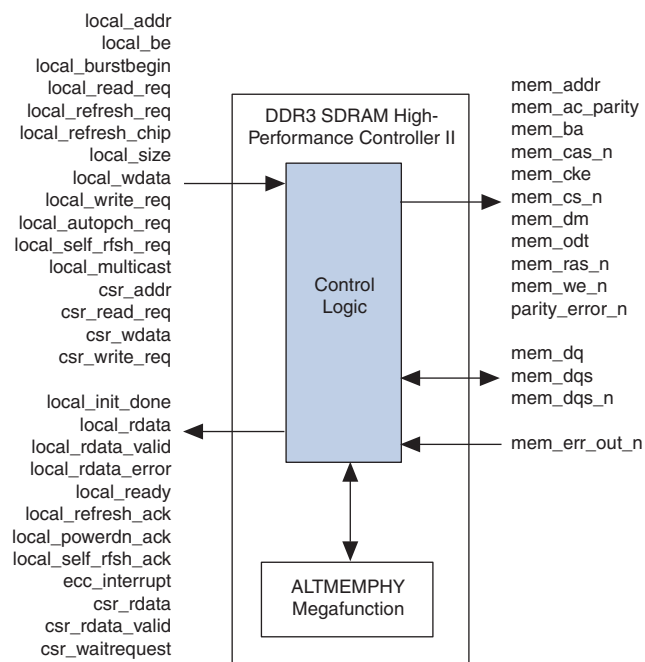 local_addr
local_be
local_burstbegin
local_read_req
local_refresh_req
local_refresh_chip
local_size
local_wdata
local_write_req
local_autopch_req
local_self_rfsh_req
local_multicast
csr_addr
csr_read_req
csr_wdata
csr_write_req
local_init_done
local_rdata
local_rdata_valid
local_rdata_error
local_ready
local_refresh_ack
local_powerdn_ack
local_self_rfsh_ack
ecc_interrupt
csr_rdata
csr_rdata_valid
csr_waitrequest
DDR3 SDRAM High-
Performance Controller II
Control
Logic
ALTMEMPHY
Megafunction
mem_addr
mem_ac_parity
mem_ba
mem_cas_n
mem_cke
mem_cs_n
mem_dm
mem_odt
mem_ras_n
mem_we_n
parity_error_n
mem_dq
mem_dqs
mem_dqs_n
mem_err_out_n